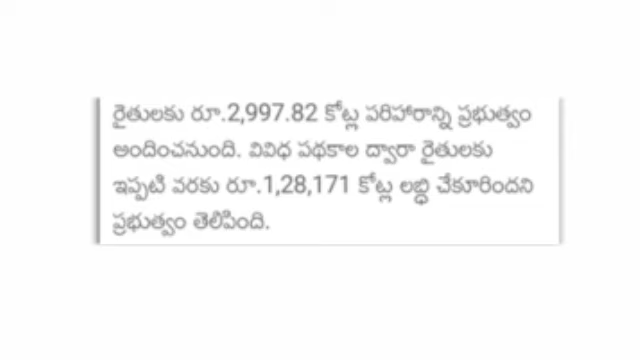 రైతులకు రూ.2,997.82 కోట్ల పరిహారాన్ని ప్రభుత్వం
అందించనుంది. వివిధ పథకాల ద్వారా రైతులకు
ఇప్పటి వరకు రూ.1,28,171 కోట్ల లబ్ధి చేకూరిందని
ప్రభుత్వం తెలిపింది.